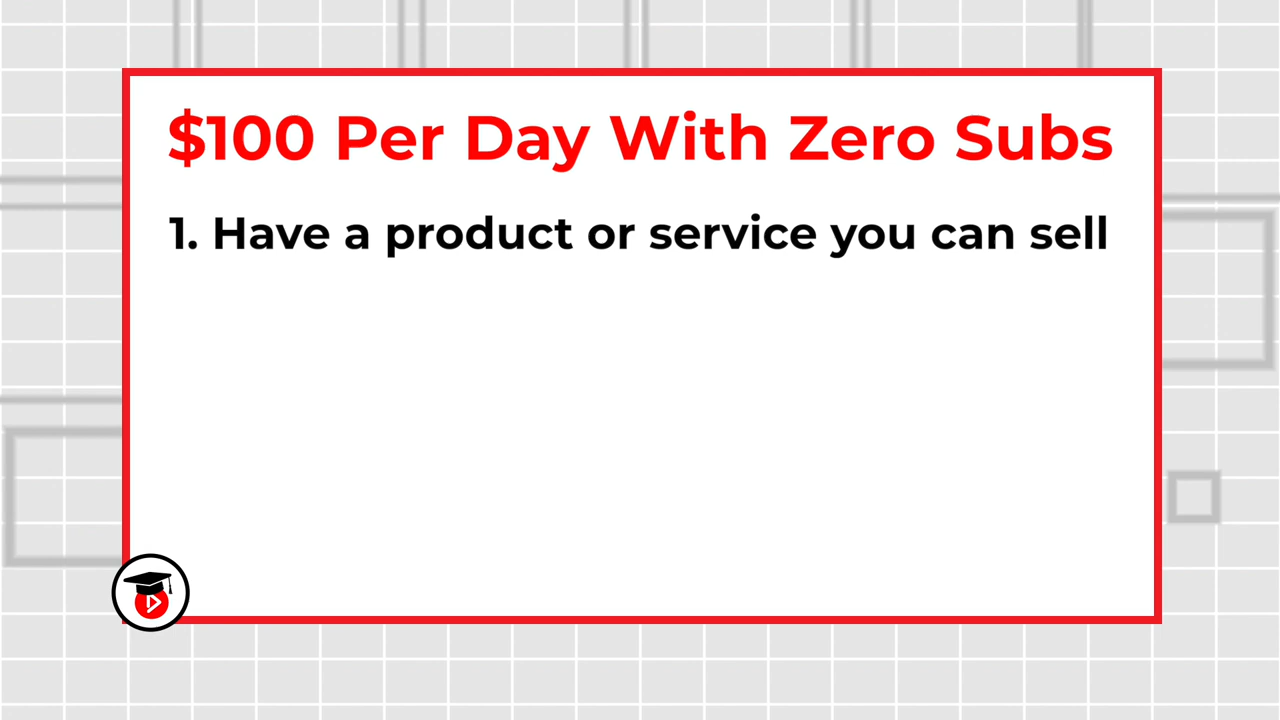 $100 Per Day With Zero Subs
1. Have a product or service you can sell